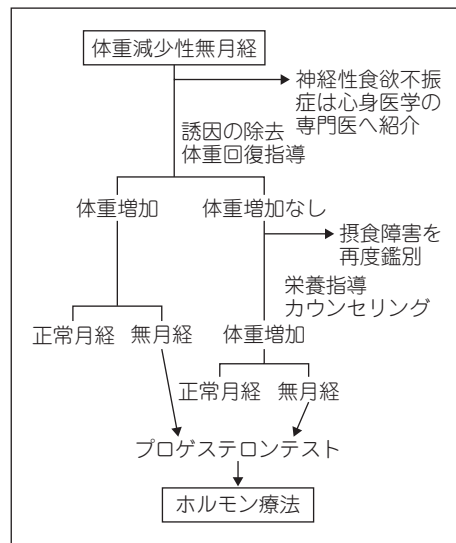 体重減少性無月経
神経性食欲不振
症は心身医学の
専門医へ紹介
誘因の除去
体重回復指導
体重増加
体重増加なし
摂食障害を
再度鑑別
栄養指導
カウンセリング
正常月経
無月経
体重増加
正常月経
無月経
プロゲステロンテスト
ホルモン療法